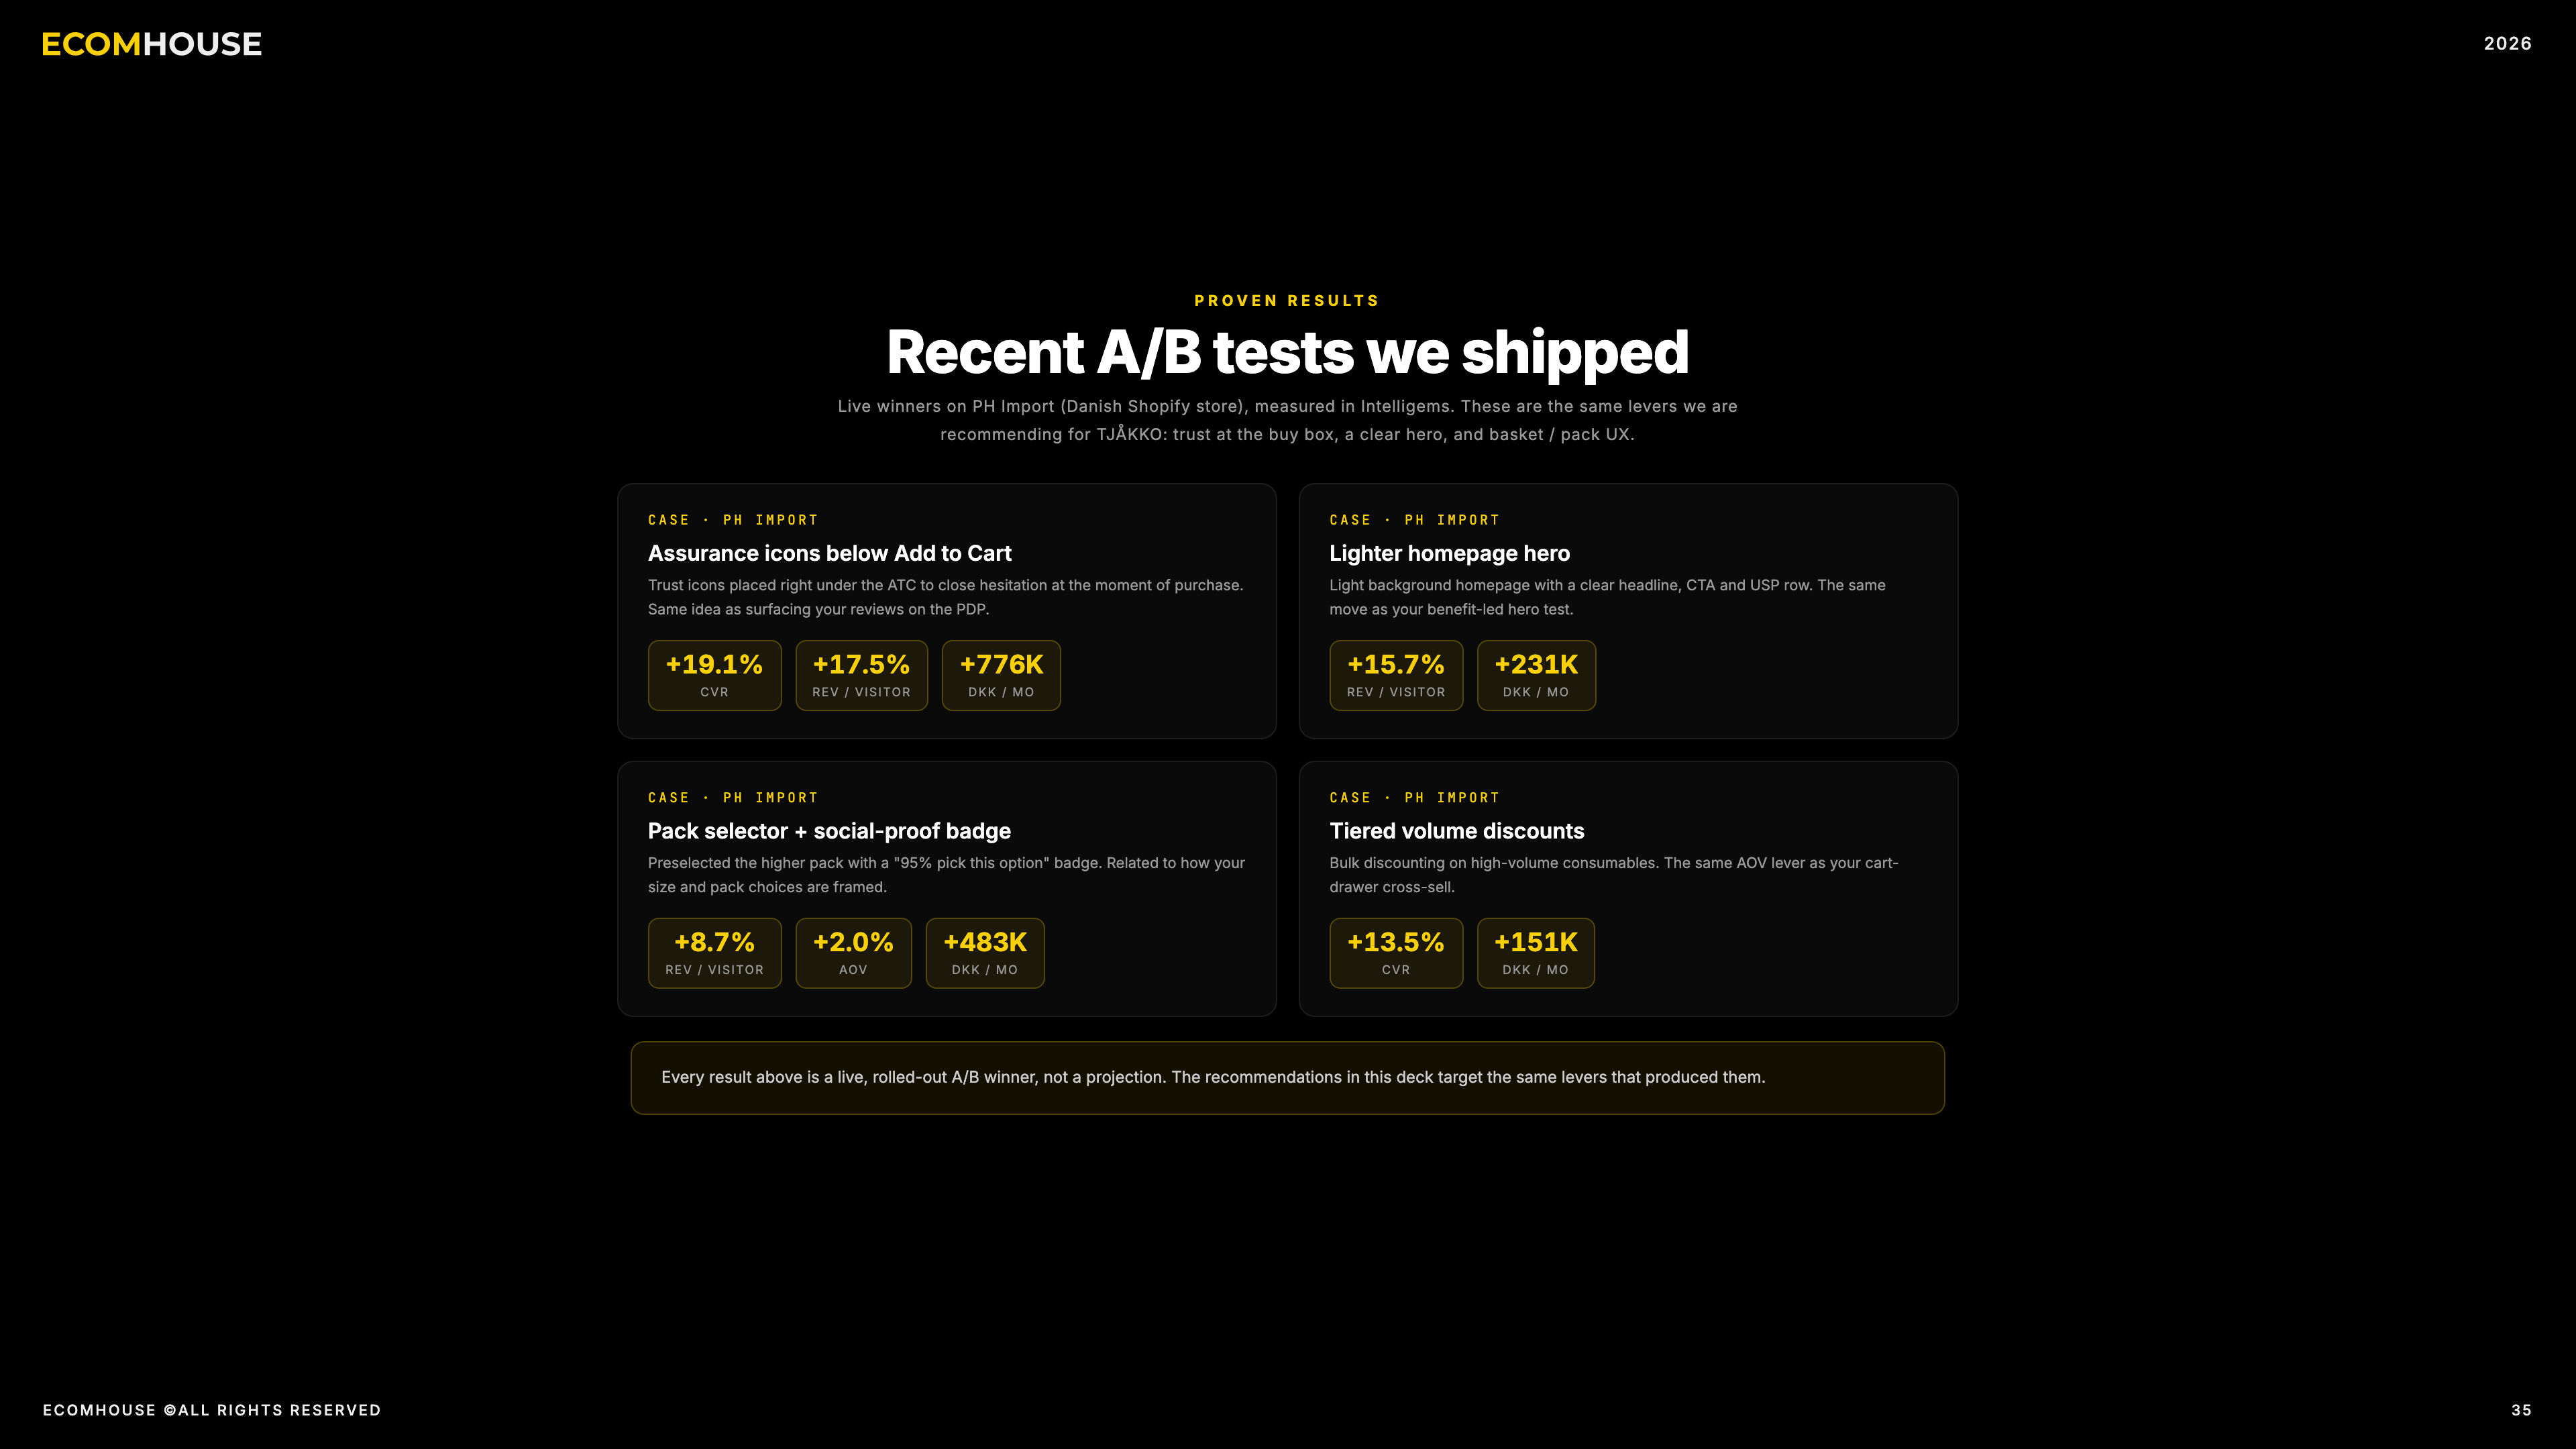 ECOMHOUSE
2026
PROVEN RESULTS
Recent A/B tests we shipped
Live winners on PH Import (Danish Shopify store), measured in Intelligems. These are the same levers we are
recommending for TJÅKKO: trust at the buy box, a clear hero, and basket / pack UX.
CASE · PH IMPORT
Assurance icons below Add to Cart
Trust icons placed right under the ATC to close hesitation at the moment of purchase.
Same idea as surfacing your reviews on the PDP.
+19.1% +17.5% +776K
CVR REV / VISITOR DKK / MO
CASE · PH IMPORT
Lighter homepage hero
Light background homepage with a clear headline, CTA and USP row. The same
move as your benefit-led hero test.
+15.7% +231K
REV / VISITOR DKK / MO
CASE · PH IMPORT
Pack selector + social-proof badge
Preselected the higher pack with a "95% pick this option" badge. Related to how your
size and pack choices are framed.
+8.7% +2.0% +483K
REV / VISITOR AOV DKK / MO
CASE · PH IMPORT
Tiered volume discounts
Bulk discounting on high-volume consumables. The same AOV lever as your cart-
drawer cross-sell.
+13.5% +151K
CVR DKK / MO
Every result above is a live, rolled-out A/B winner, not a projection. The recommendations in this deck target the same levers that produced them.
ECOMHOUSE ©ALL RIGHTS RESERVED
35